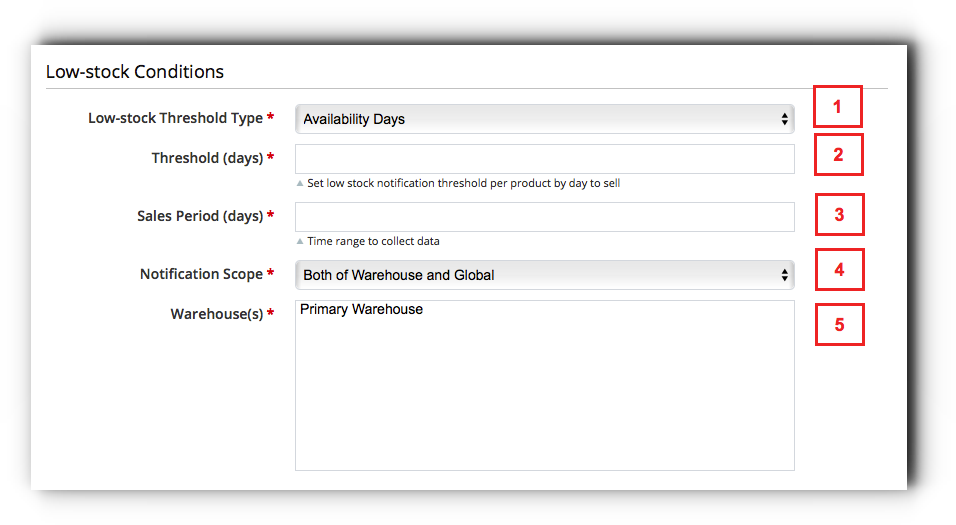 Low-stock Conditions
Low-stock Threshold Type * Availability Days 1
Threshold (days) * 2
Set low stock notification threshold per product by day to sell
Sales Period (days) * 3
Time range to collect data
Notification Scope * Both of Warehouse and Global 4
Warehouse(s) * Primary Warehouse 5